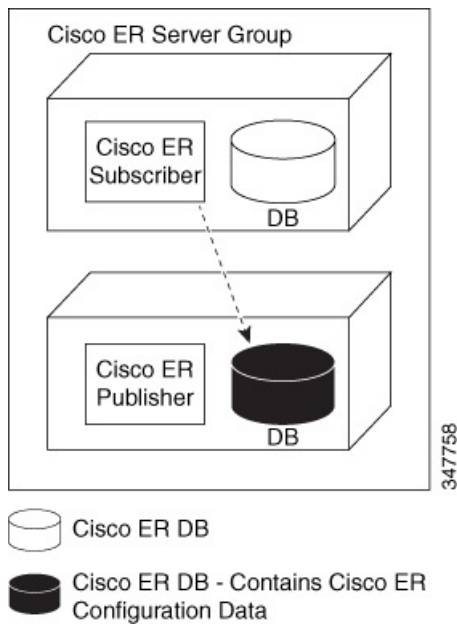 Cisco ER Server Group
Cisco ER
Subscriber
DB
Cisco ER
Publisher
DB
347758
Cisco ER DB
Cisco ER DB - Contains Cisco ER
Configuration Data